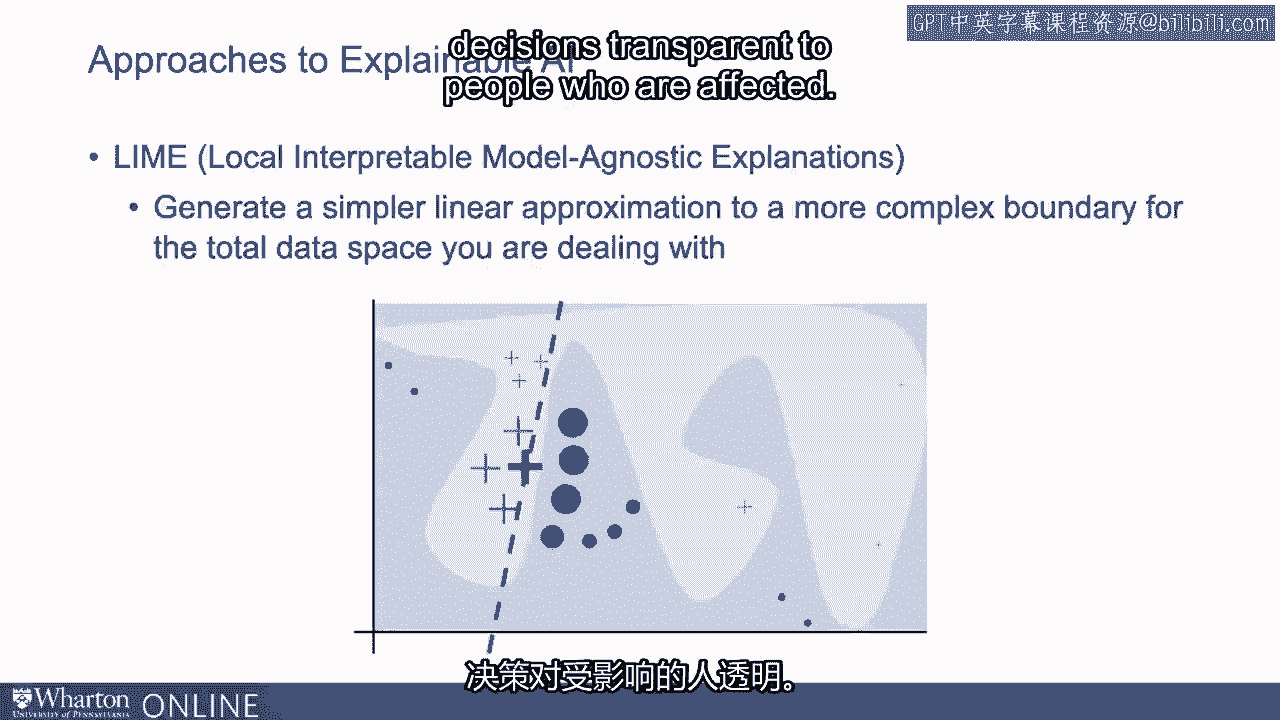 GPT中英字幕课程资源@bilibili.com
decisions transparent to
people who are affected.
Approaches to Explainable AI
• LIME (Local Interpretable Model-Agnostic Explanations)
• Generate a simpler linear approximation to a more complex boundary for
the total data space you are dealing with
决策对受影响的人透明。
Wharton
UNIVERSITY of PENNSYLVANIA
ONLINE